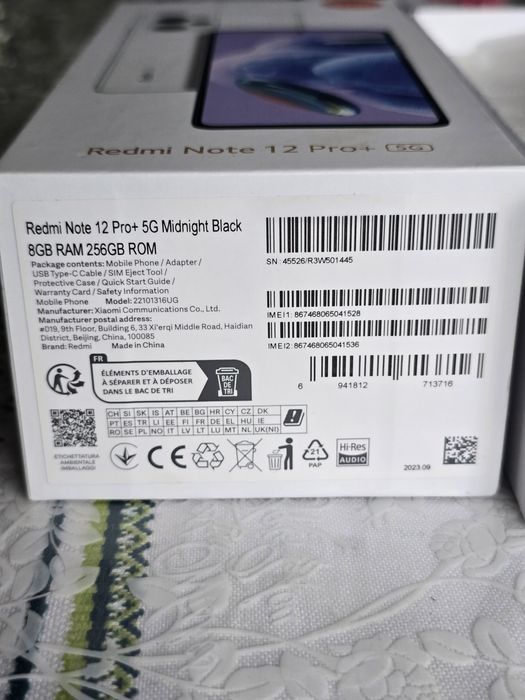 Redmi Note 12 Pro+ 5G
Redmi Note 12 Pro+ 5G Midnight Black
8GB RAM 256GB ROM
Package contents: Mobile Phone / Adapter /
USB Type-C Cable / SIM Eject Tool /
Protective Case / Quick Start Guide /
Warranty Card / Safety Information
Mobile Phone Model: 22101316UG
Manufacturer: Xiaomi Communications Co., Ltd.
Manufacturer postal address:
#019, 9th Floor, Building 6, 33 Xi'erqi Middle Road, Haidian
District, Beijing, China, 100085
Brand: Redmi Made in China
SN: 45526/R3W501445
IMEI1: 867468065041528
IMEI2: 867468065041536
6 941812 713716
FR
ÉLÉMENTS D'EMBALLAGE
À SÉPARER ET À DÉPOSER
DANS LE BAC DE TRI
BAC
DE
TRI
CH SI SK IS AT BE BG HR CY CZ DK
PT ES TR LI EE FI FR DE EL HU IE
RO SE PL NO IT LV LT LU MT NL UK(NI)
ETICHETTATURA
AMBIENTALE
IMBALLAGGI
CE
21
PAP
Hi-Res
AUDIO
2023.09